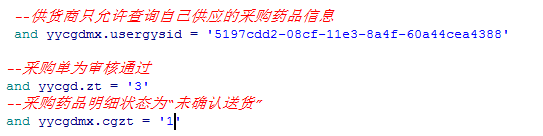 --供货商只允许查询自己供应的采购药品信息
and yycgdmx.usergysid = '5197cdd2-08cf-11e3-8a4f-60a44cea4388'
--采购单为审核通过
and yycgd.zt = '3'
--采购药品明细状态为“未确认送货”
and yycgdmx.cgzt = '1'